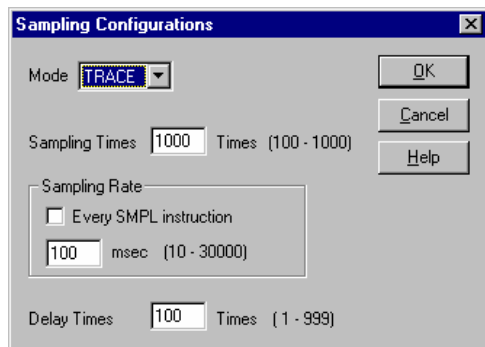 Sampling Configurations
Mode TRACE
OK
Cancel
Sampling Times 1000 Times (100 - 1000)
Help
Sampling Rate
Every SMPL instruction
100 msec (10 - 30000)
Delay Times 100 Times ( 1 - 999)